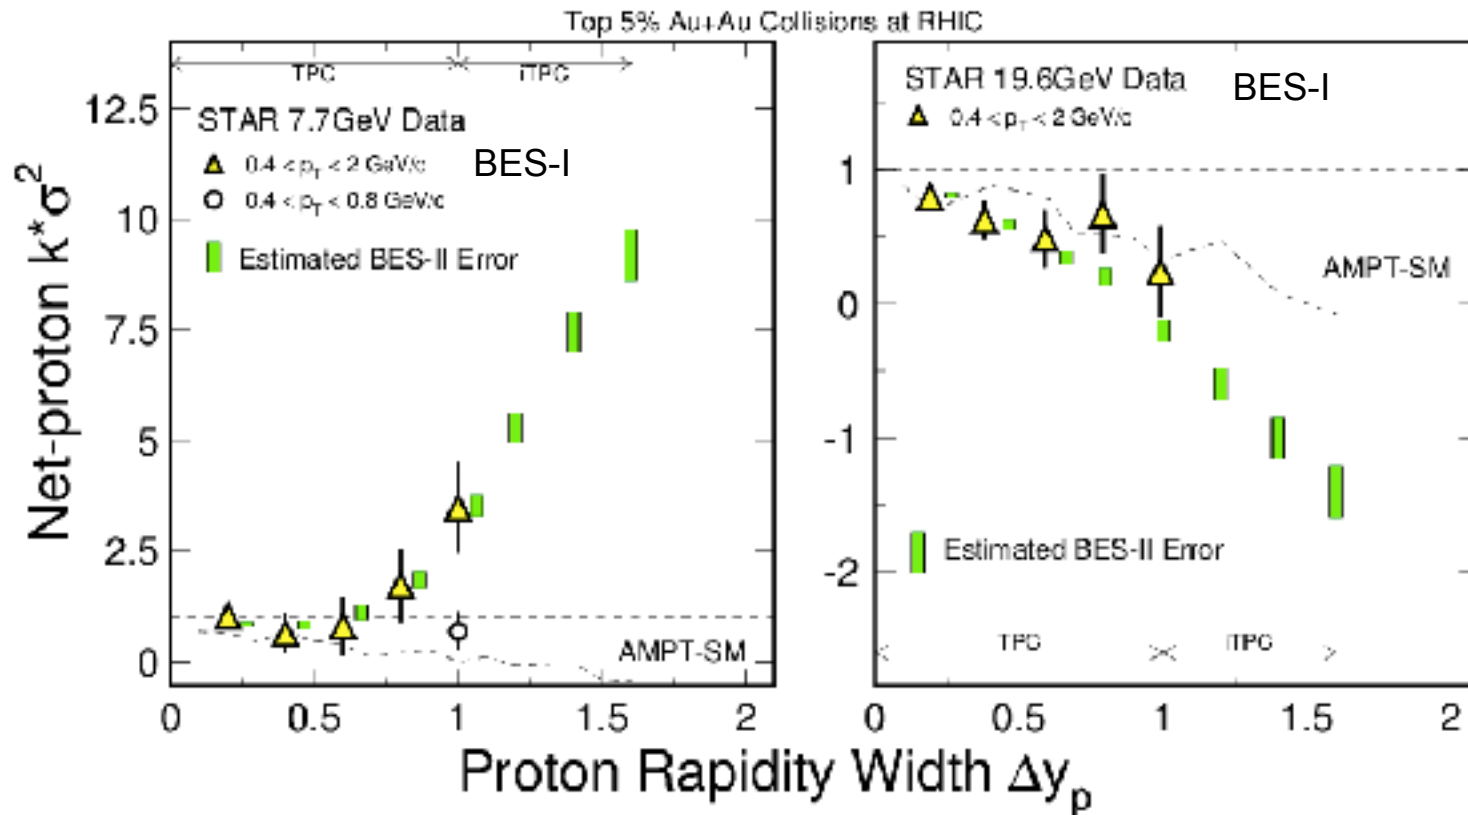 Top 5% Au+Au Collisions at RHIC
TPC
iTPC
STAR 7.7GeV Data
0.4 < p_T < 2 GeV/c
BES-I
0.4 < p_T < 0.8 GeV/c
Estimated BES-II Error
AMPT-SM
12.5
10
7.5
5
2.5
0
0 0.5 1 1.5 2
Net-proton k*σ²
STAR 19.6GeV Data
BES-I
0.4 < p_T < 2 GeV/c
AMPT-SM
Estimated BES-II Error
TPC
iTPC
1
0
-1
-2
0 0.5 1 1.5 2
Proton Rapidity Width Δy_p